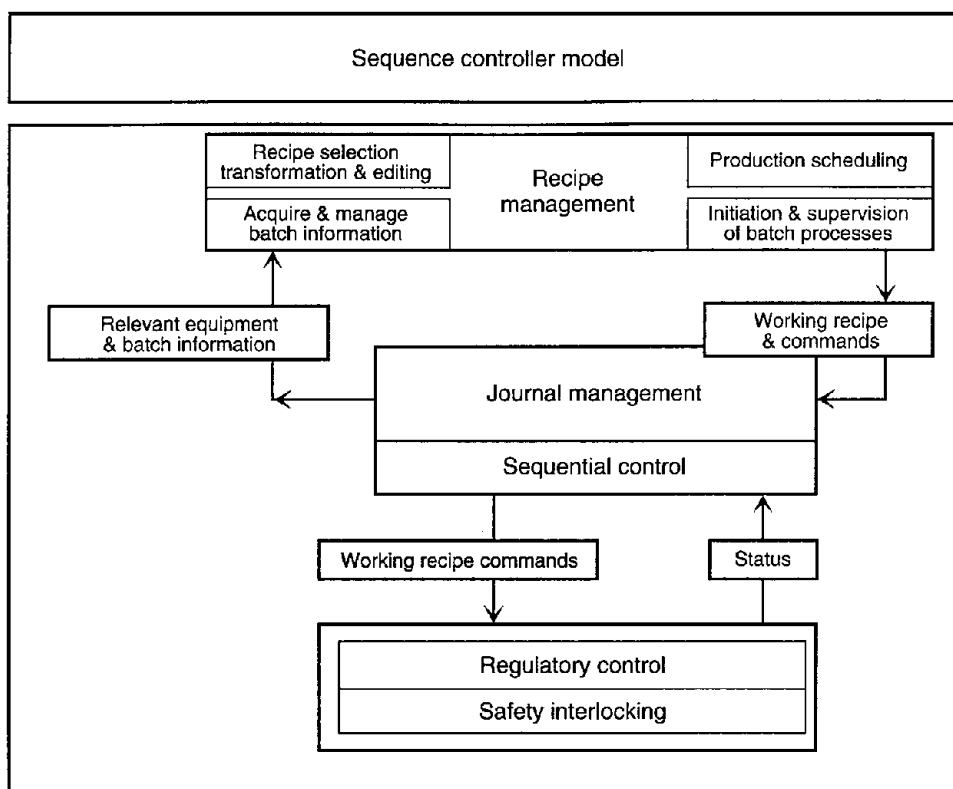 Sequence controller model
Recipe selection
transformation & editing
Recipe
management
Production scheduling
Acquire & manage
batch information
Initiation & supervision
of batch processes
Relevant equipment
& batch information
Working recipe
& commands
Journal management
Sequential control
Working recipe commands
Status
Regulatory control
Safety interlocking